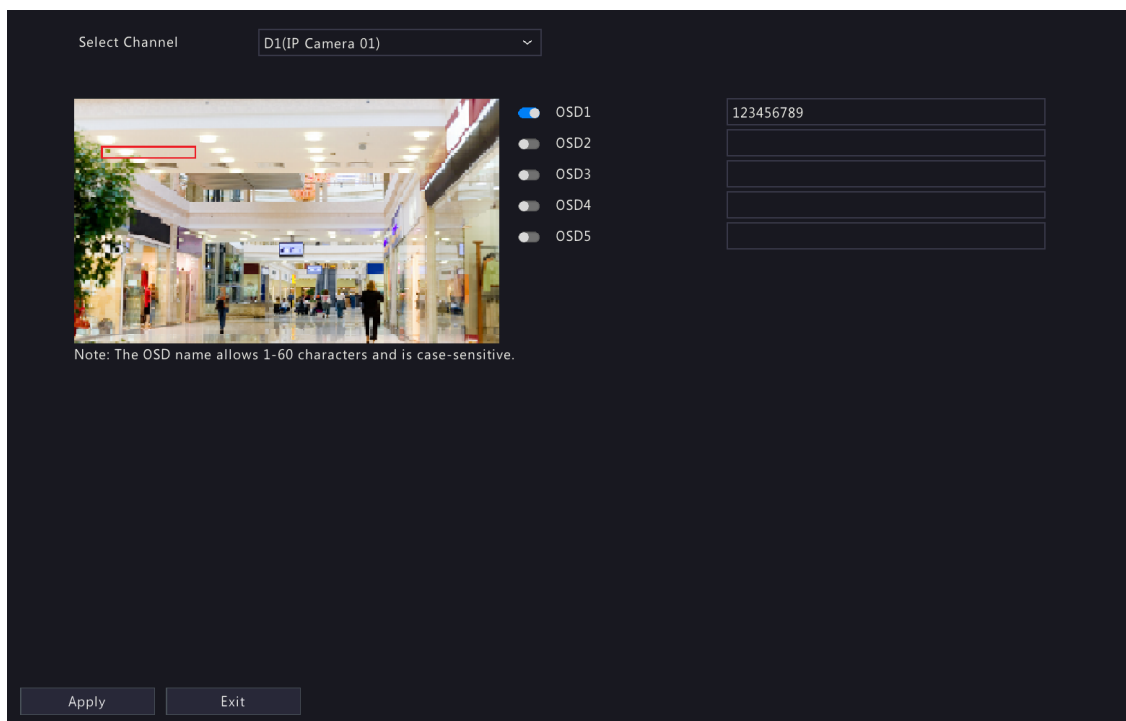 Select Channel D1(IP Camera 01)
OSD1 123456789
OSD2
OSD3
OSD4
OSD5
Note: The OSD name allows 1-60 characters and is case-sensitive.
Apply Exit